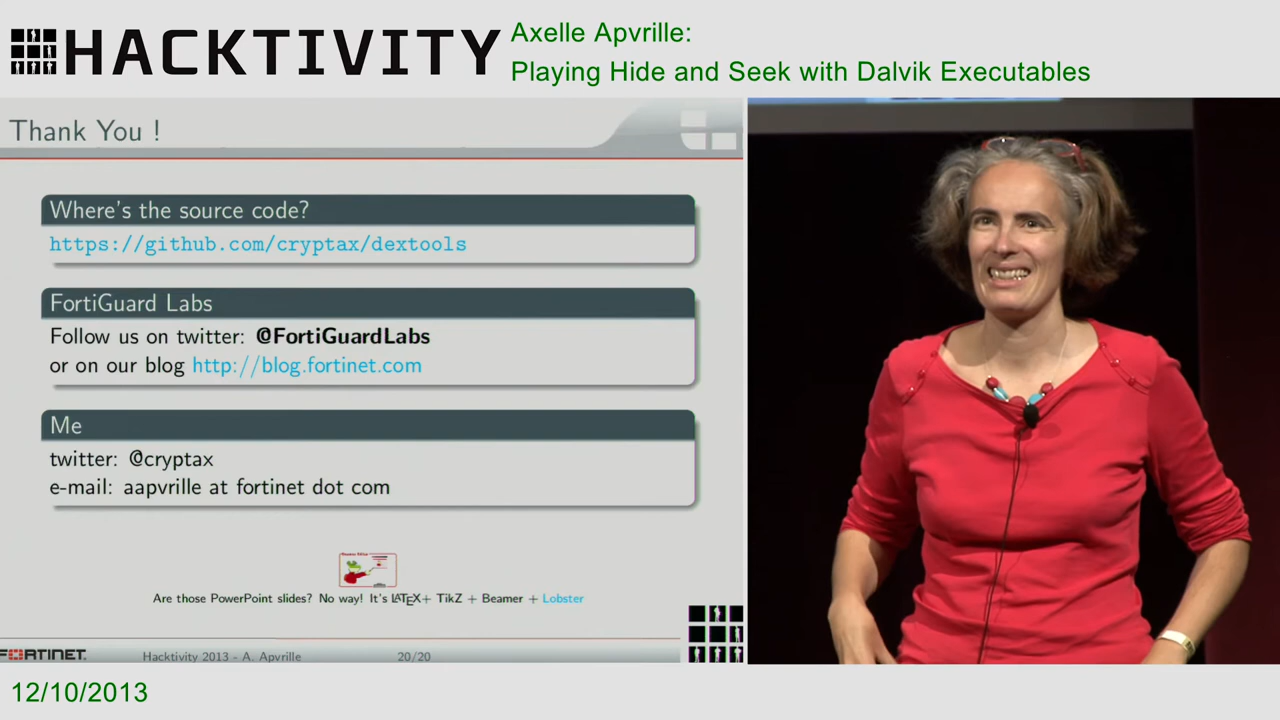 HACKTIVITY
Axelle Apvrille:
Playing Hide and Seek with Dalvik Executables
Thank You !
Where's the source code?
https://github.com/cryptax/dextools
FortiGuard Labs
Follow us on twitter: @FortiGuardLabs
or on our blog http://blog.fortinet.com
Me
twitter: @cryptax
e-mail: aapvrille at fortinet dot com
Are those PowerPoint slides? No way! It's LATEX+ TikZ + Beamer + Lobster
FORTINET.
Hacktivity 2013 - A. Apvrille
20/20
12/10/2013